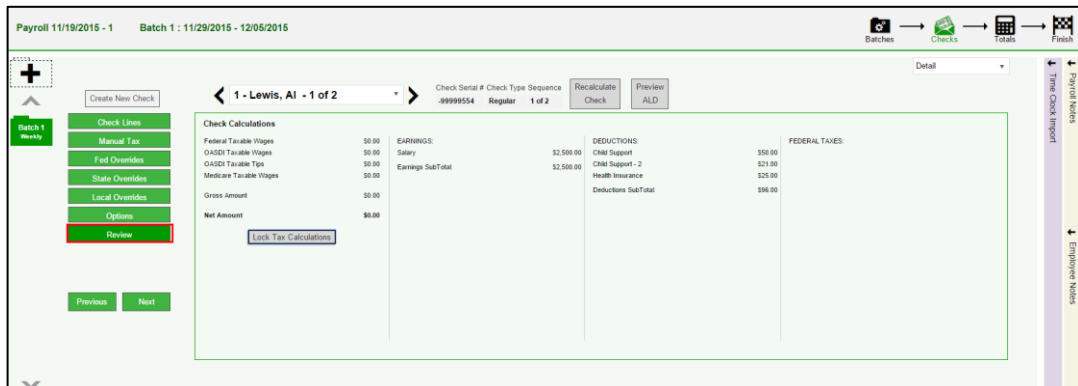 Payroll 11/19/2015 - 1 Batch 1 : 11/29/2015 - 12/05/2015
Batches Checks Totals Finish
Detail
Create New Check
1 - Lewis, Al - 1 of 2
Check Serial # Check Type Sequence
-99999554 Regular 1 of 2
Recalculate Check
Preview ALD
Batch 1
Weekly
Check Lines
Manual Tax
Fed Overrides
State Overrides
Local Overrides
Options
Review
Previous Next
Check Calculations
Federal Taxable Wages $0.00
OASDI Taxable Wages $0.00
OASDI Taxable Tips $0.00
Medicare Taxable Wages $0.00
Gross Amount $0.00
Net Amount $0.00
Lock Tax Calculations
EARNINGS:
Salary $2,500.00
Earnings SubTotal $2,500.00
DEDUCTIONS:
Child Support $50.00
Child Support - 2 $21.00
Health Insurance $25.00
Deductions SubTotal $96.00
FEDERAL TAXES:
Time Clock Import
Payroll Notes
Employee Notes